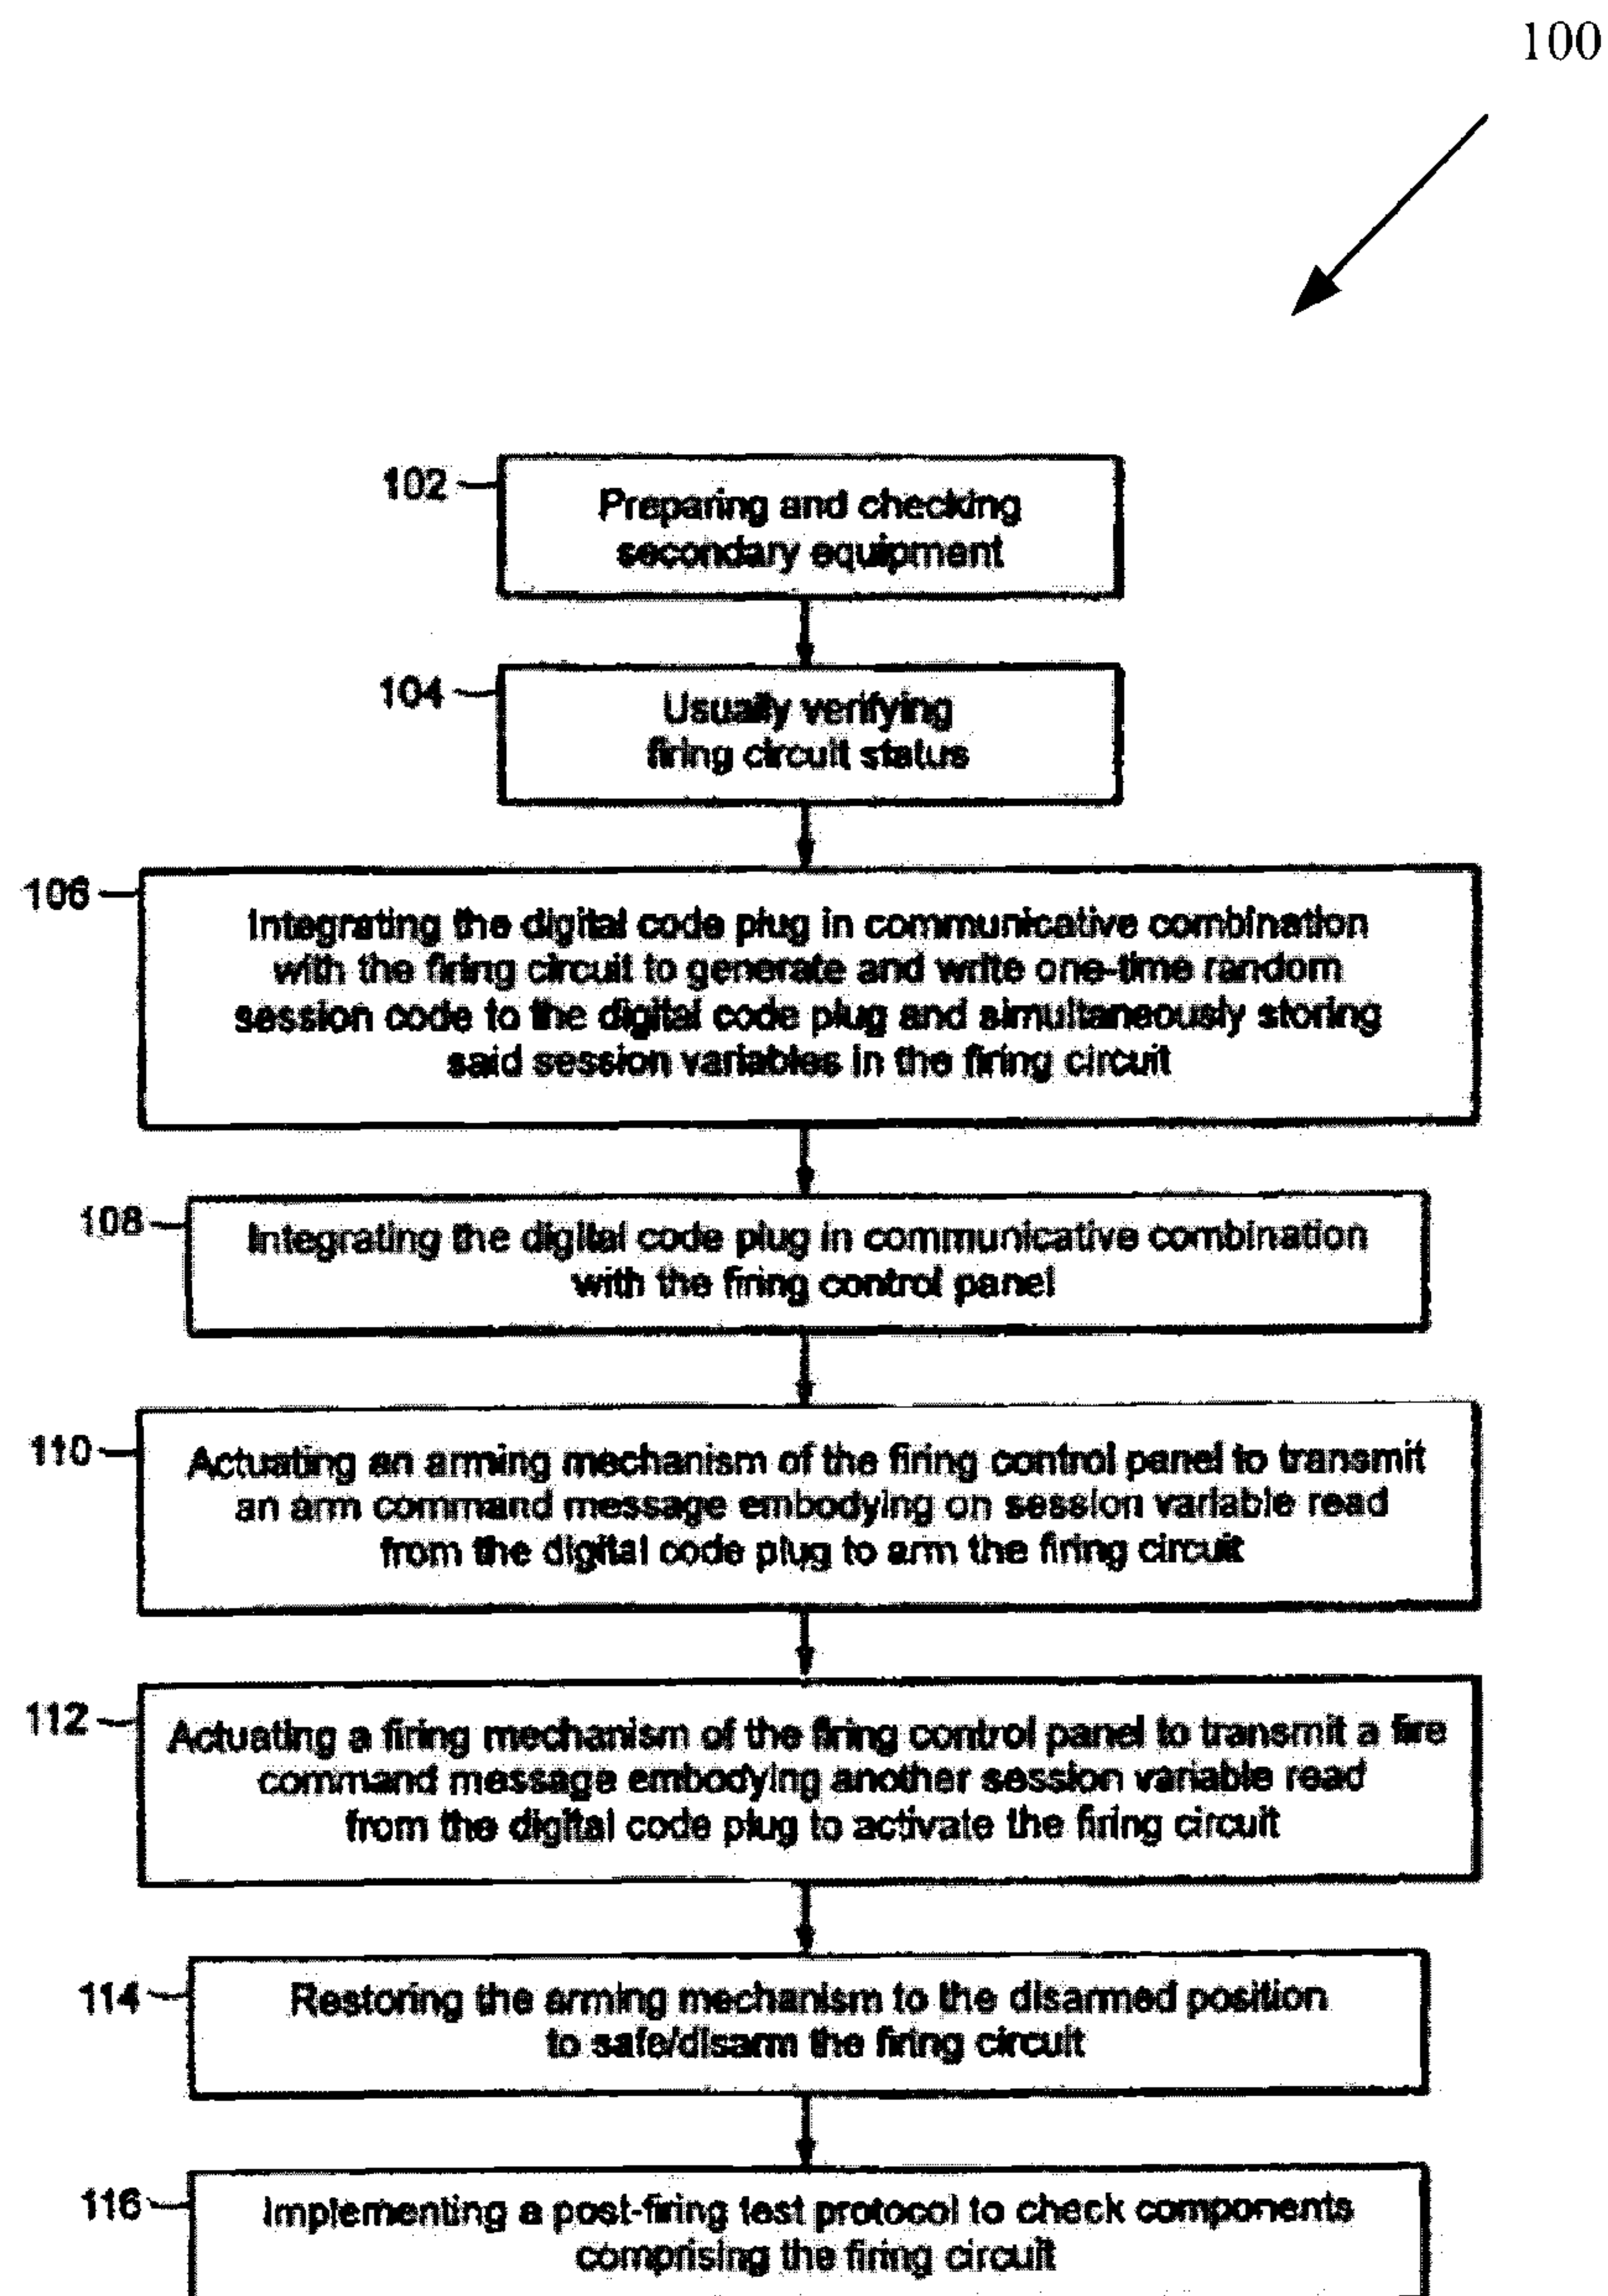 100
102
Preparing and checking
secondary equipment
104
Usually verifying
firing circuit status
106
Integrating the digital code plug in communicative combination
with the firing circuit to generate and write one-time random
session code to the digital code plug and simultaneously storing
said session variables in the firing circuit
108
Integrating the digital code plug in communicative combination
with the firing control panel
110
Actuating an arming mechanism of the firing control panel to transmit
an arm command message embodying on session variable read
from the digital code plug to arm the firing circuit
112
Actuating a firing mechanism of the firing control panel to transmit a fire
command message embodying another session variable read
from the digital code plug to activate the firing circuit
114
Restoring the arming mechanism to the disarmed position
to safe/disarm the firing circuit
116
Implementing a post-firing test protocol to check components
comprising the firing circuit